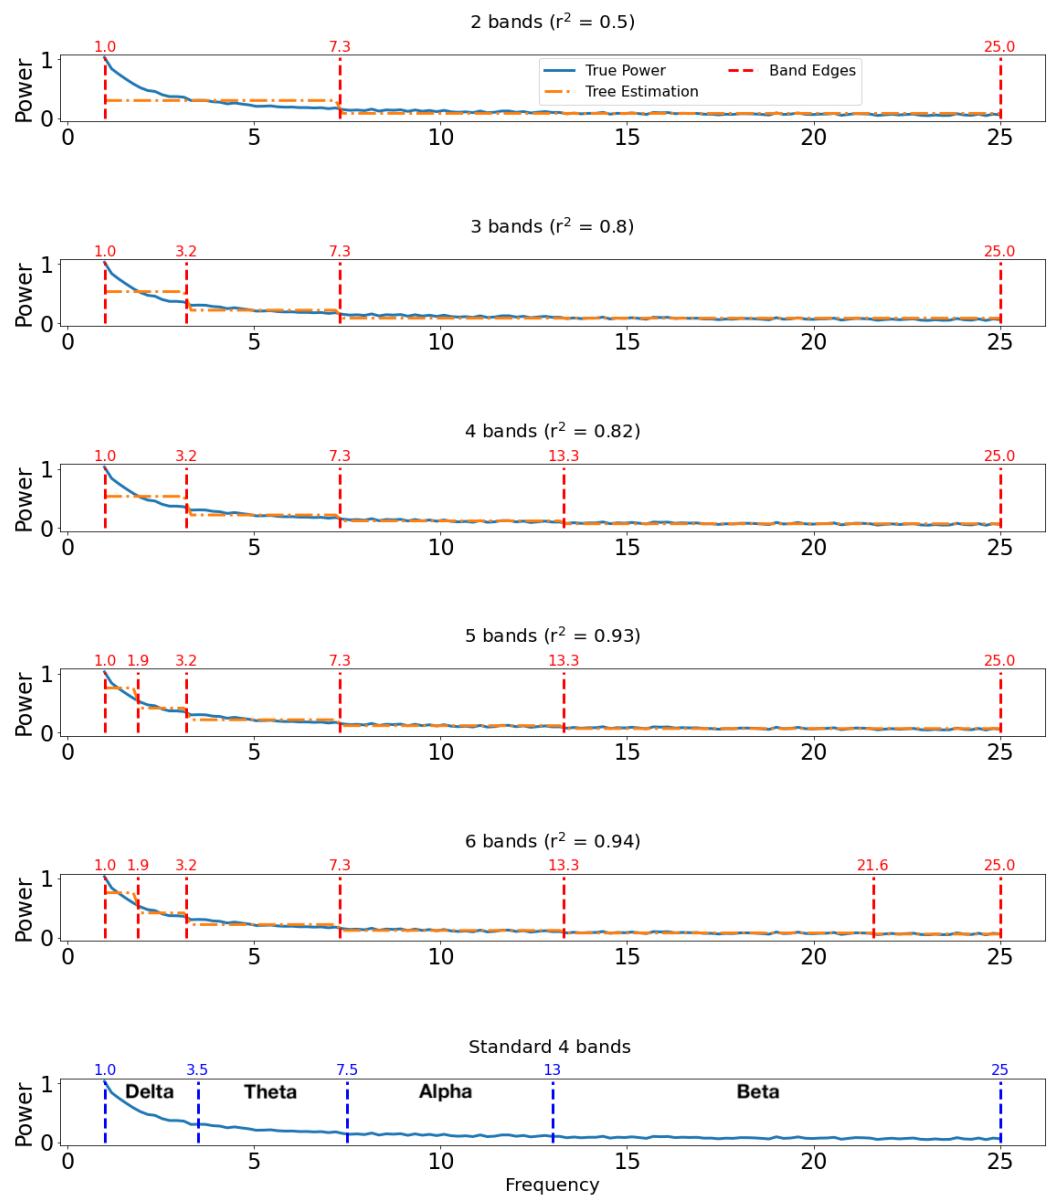 2 bands (r² = 0.5)
1.0 7.3 25.0
True Power Band Edges
Tree Estimation
Power
1
0
0 5 10 15 20 25
3 bands (r² = 0.8)
1.0 3.2 7.3 25.0
Power
1
0
0 5 10 15 20 25
4 bands (r² = 0.82)
1.0 3.2 7.3 13.3 25.0
Power
1
0
0 5 10 15 20 25
5 bands (r² = 0.93)
1.0 1.9 3.2 7.3 13.3 25.0
Power
1
0
0 5 10 15 20 25
6 bands (r² = 0.94)
1.0 1.9 3.2 7.3 13.3 21.6 25.0
Power
1
0
0 5 10 15 20 25
Standard 4 bands
1.0 3.5 7.5 13 25
Delta Theta Alpha Beta
Power
1
0
0 5 10 15 20 25
Frequency